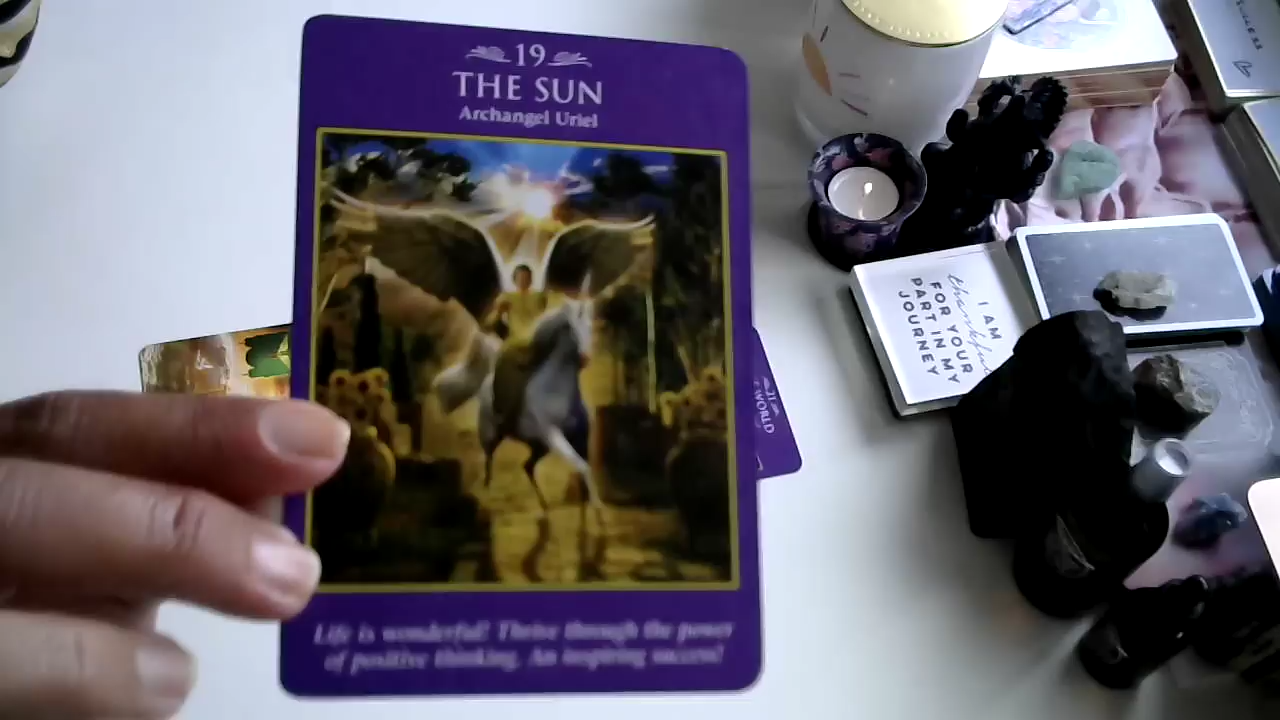 19
THE SUN
Archangel Uriel
Life is wonderful! Thrive through the power
of positive thinking. An inspiring success!
I AM
thankful
FOR YOUR
PART IN MY
JOURNEY
21
WORLD